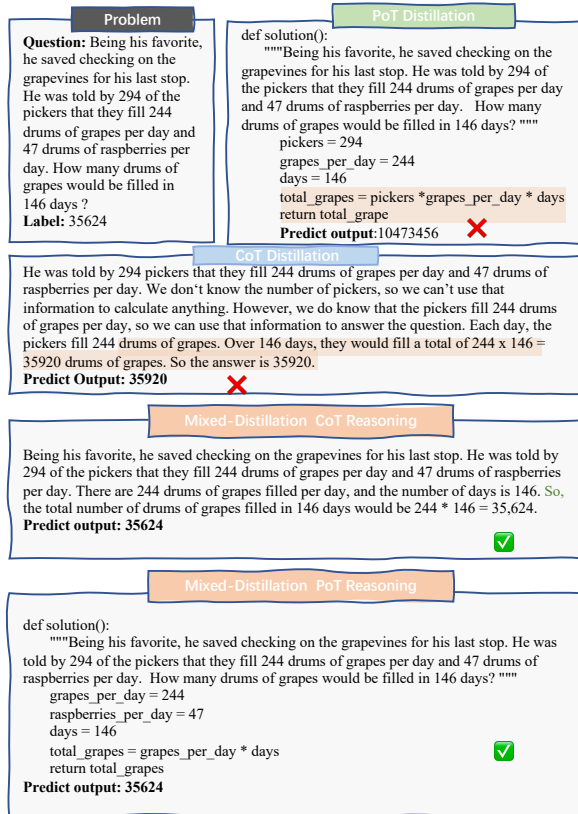 Problem
Question: Being his favorite,
he saved checking on the
grapevines for his last stop.
He was told by 294 of the
pickers that they fill 244
drums of grapes per day and
47 drums of raspberries per
day. How many drums of
grapes would be filled in
146 days ?
Label: 35624
PoT Distillation
def solution():
"""Being his favorite, he saved checking on the
grapevines for his last stop. He was told by 294 of
the pickers that they fill 244 drums of grapes per day
and 47 drums of raspberries per day. How many
drums of grapes would be filled in 146 days? """
pickers = 294
grapes_per_day = 244
days = 146
total_grapes = pickers *grapes_per_day * days
return total_grape
Predict output:10473456
CoT Distillation
He was told by 294 pickers that they fill 244 drums of grapes per day and 47 drums of
raspberries per day. We don‘t know the number of pickers, so we can’t use that
information to calculate anything. However, we do know that the pickers fill 244 drums
of grapes per day, so we can use that information to answer the question. Each day, the
pickers fill 244 drums of grapes. Over 146 days, they would fill a total of 244 x 146 =
35920 drums of grapes. So the answer is 35920.
Predict Output: 35920
Mixed-Distillation CoT Reasoning
Being his favorite, he saved checking on the grapevines for his last stop. He was told by
294 of the pickers that they fill 244 drums of grapes per day and 47 drums of raspberries
per day. There are 244 drums of grapes filled per day, and the number of days is 146. So,
the total number of drums of grapes filled in 146 days would be 244 * 146 = 35,624.
Predict output: 35624
Mixed-Distillation PoT Reasoning
def solution():
"""Being his favorite, he saved checking on the grapevines for his last stop. He was
told by 294 of the pickers that they fill 244 drums of grapes per day and 47 drums of
raspberries per day. How many drums of grapes would be filled in 146 days? """
grapes_per_day = 244
raspberries_per_day = 47
days = 146
total_grapes = grapes_per_day * days
return total_grapes
Predict output: 35624